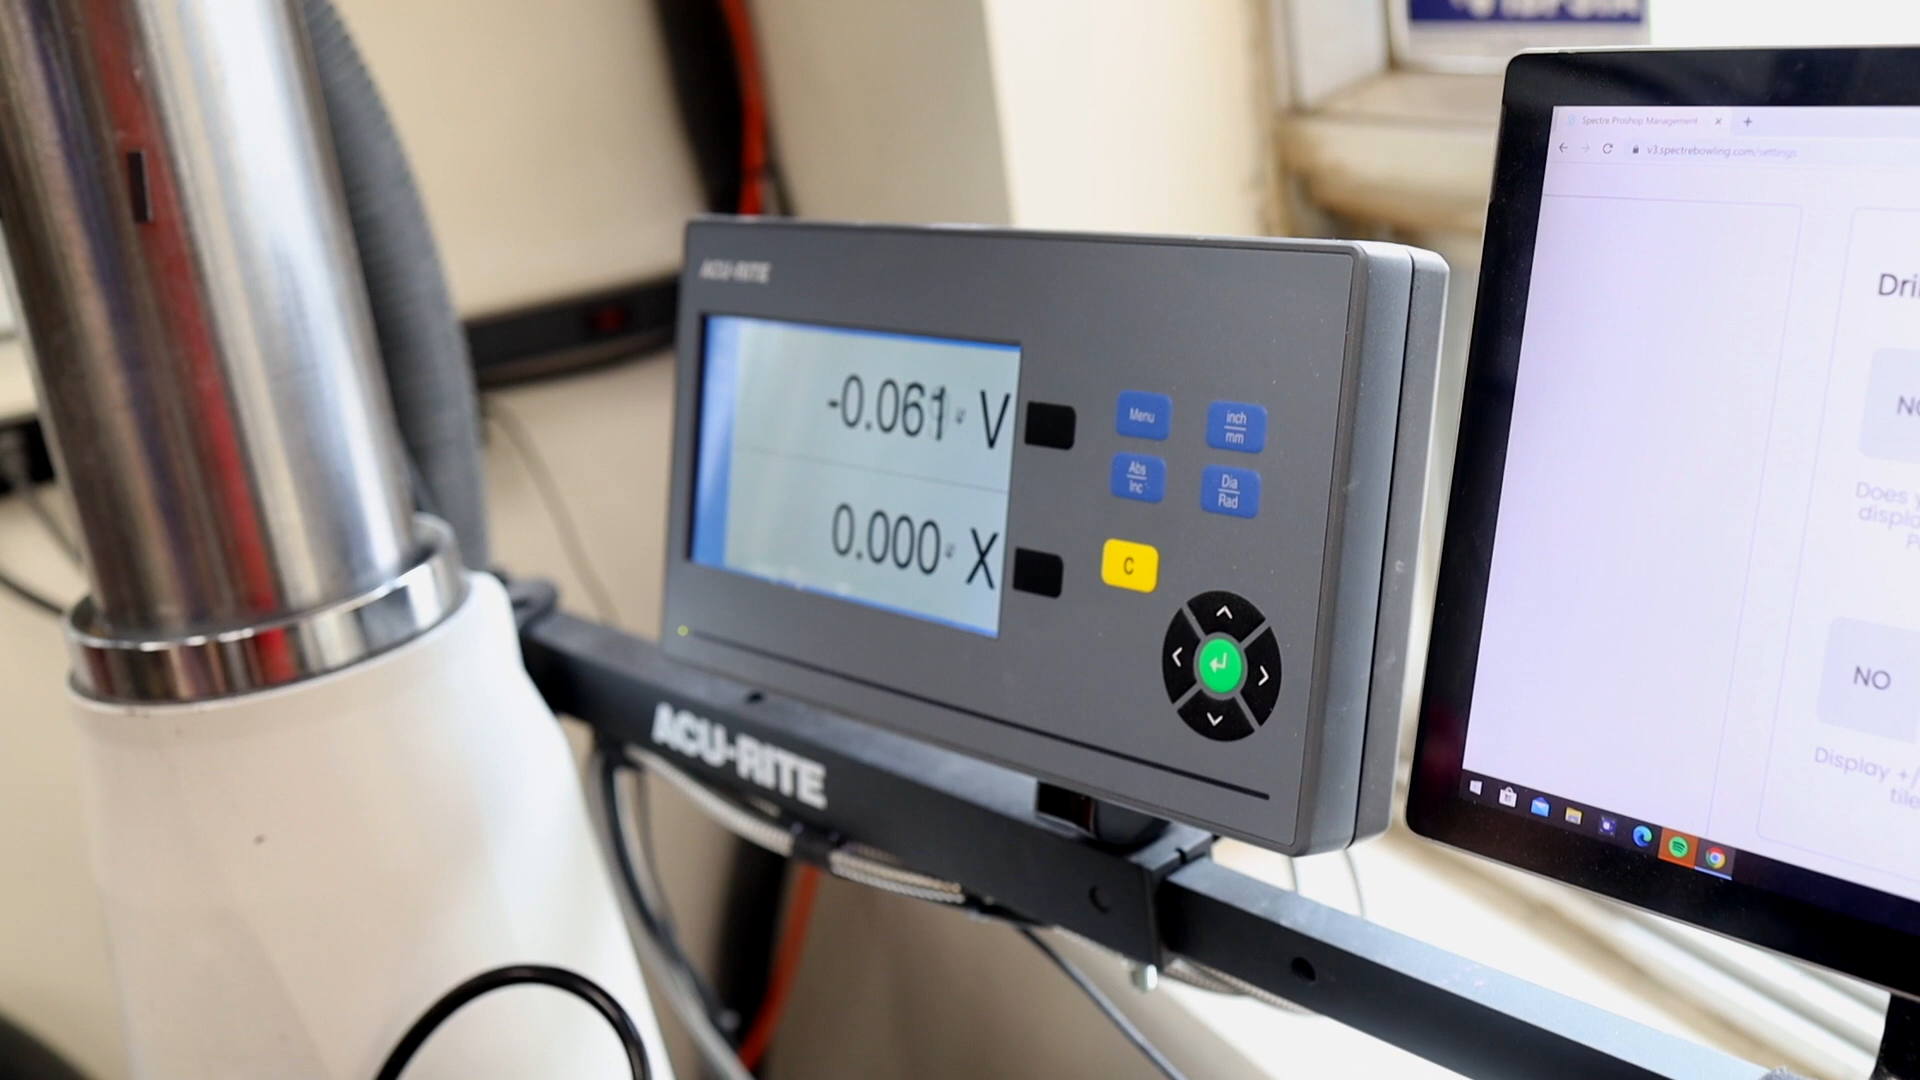 ACU-RITE
-0.061 V
0.000 X
Menu
inch
mm
Abs
Inc
Dia
Rad
C
ACU-RITE
Spectre Proshop Management
v3.spectrebowling.com/settings
NO
Display +/